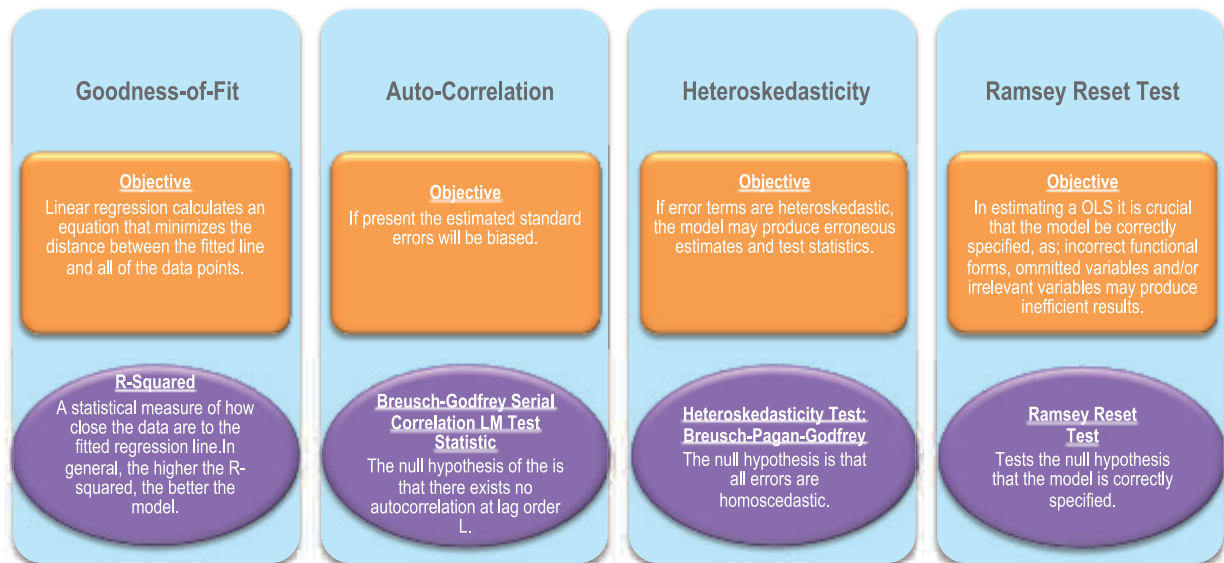 Goodness-of-Fit
Objective
Linear regression calculates an
equation that minimizes the
distance between the fitted line
and all of the data points.
R-Squared
A statistical measure of how
close the data are to the
fitted regression line.In
general, the higher the R-
squared, the better the
model.
Auto-Correlation
Objective
If present the estimated standard
errors will be biased.
Breusch-Godfrey Serial
Correlation LM Test
Statistic
The null hypothesis of the is
that there exists no
autocorrelation at lag order
L.
Heteroskedasticity
Objective
If error terms are heteroskedastic,
the model may produce erroneous
estimates and test statistics.
Heteroskedasticity Test:
Breusch-Pagan-Godfrey
The null hypothesis is that
all errors are
homoscedastic.
Ramsey Reset Test
Objective
In estimating a OLS it is crucial
that the model be correctly
specified, as; incorrect functional
forms, ommitted variables and/or
irrelevant variables may produce
inefficient results.
Ramsey Reset
Test
Tests the null hypothesis
that the model is correctly
specified.